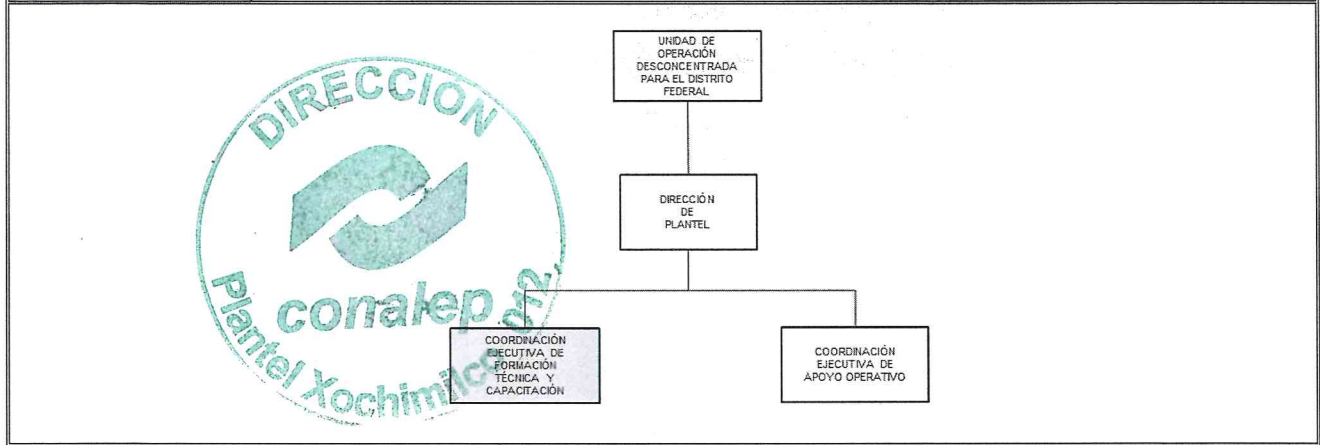 UNIDAD DE
OPERACIÓN
DESCONCENTRADA
PARA EL DISTRITO
FEDERAL
DIRECCIÓN
DE
PLANTEL
COORDINACIÓN
EJECUTIVA DE
FORMACIÓN
TÉCNICA Y
CAPACITACIÓN
COORDINACIÓN
EJECUTIVA DE
APOYO OPERATIVO
DIRECCIÓN
conalep
Plantel Xochimilco 012